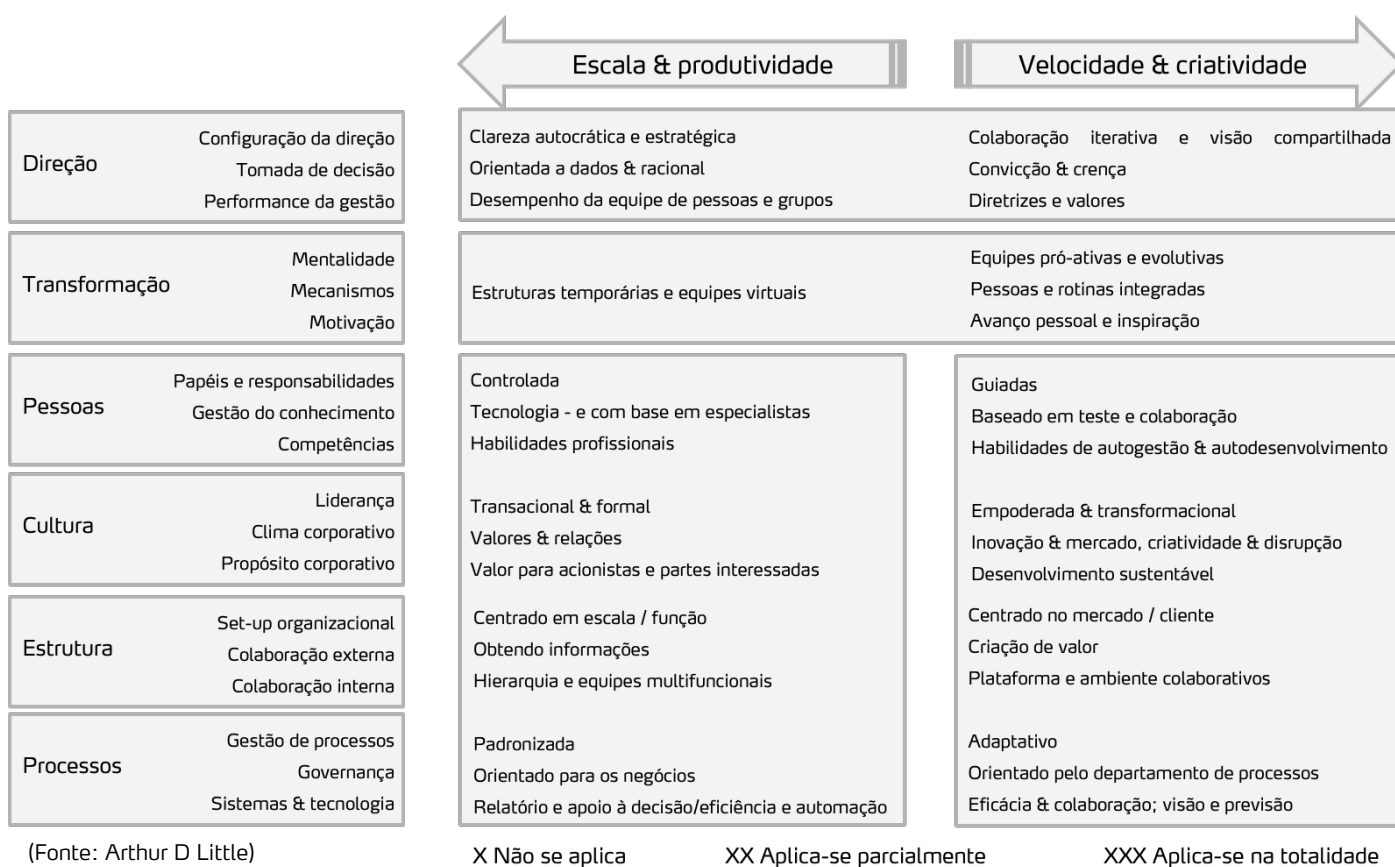 Escala & produtividade
Velocidade & criatividade
Direção
Configuração da direção
Tomada de decisão
Performance da gestão
Clareza autocrática e estratégica
Orientada a dados & racional
Desempenho da equipe de pessoas e grupos
Colaboração iterativa e visão compartilhada
Convicção & crença
Diretrizes e valores
Transformação
Mentalidade
Mecanismos
Motivação
Estruturas temporárias e equipes virtuais
Equipes pró-ativas e evolutivas
Pessoas e rotinas integradas
Avanço pessoal e inspiração
Pessoas
Papéis e responsabilidades
Gestão do conhecimento
Competências
Controlada
Tecnologia - e com base em especialistas
Habilidades profissionais
Guiadas
Baseado em teste e colaboração
Habilidades de autogestão & autodesenvolvimento
Cultura
Liderança
Clima corporativo
Propósito corporativo
Transacional & formal
Valores & relações
Valor para acionistas e partes interessadas
Empoderada & transformacional
Inovação & mercado, criatividade & disrupção
Desenvolvimento sustentável
Estrutura
Set-up organizacional
Colaboração externa
Colaboração interna
Centrado em escala / função
Obtendo informações
Hierarquia e equipes multifuncionais
Centrado no mercado / cliente
Criação de valor
Plataforma e ambiente colaborativos
Processos
Gestão de processos
Governança
Sistemas & tecnologia
Padronizada
Orientado para os negócios
Relatório e apoio à decisão/eficiência e automação
Adaptativo
Orientado pelo departamento de processos
Eficácia & colaboração; visão e previsão
(Fonte: Arthur D Little)
X Não se aplica
XX Aplica-se parcialmente
XXX Aplica-se na totalidade